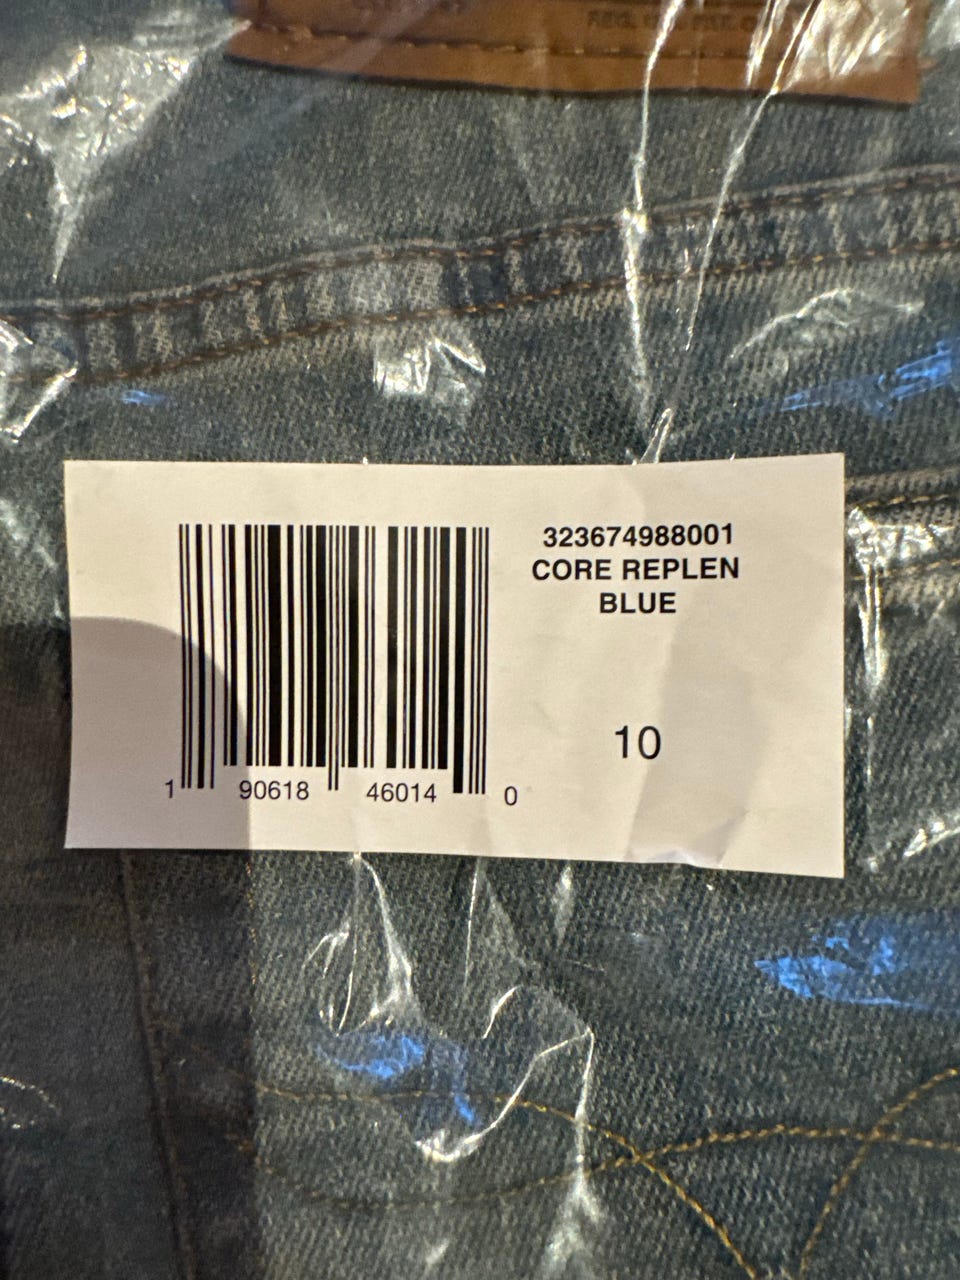 323674988001
CORE REPLEN
BLUE
10
1 90618 46014 0